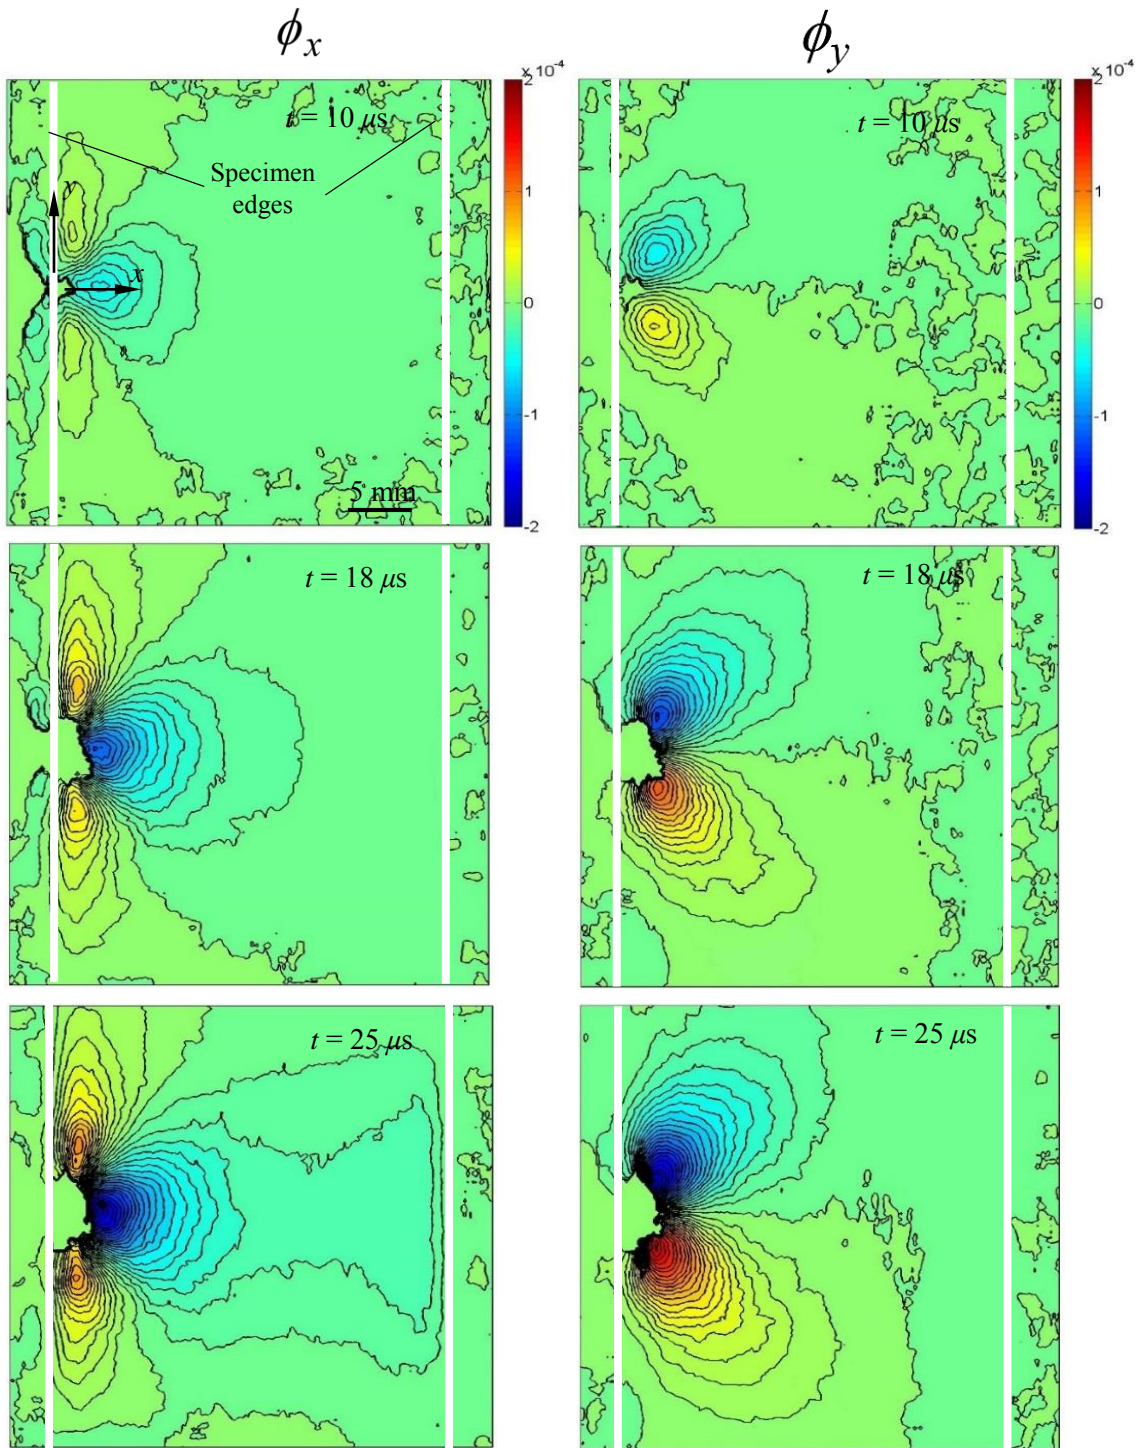 ϕx ϕy
x 10⁻⁴ x 10⁻⁴
2 2
t = 10 μs t = 10 μs
Specimen
edges
1 1
y
x
0 0
-1 -1
5 mm
-2 -2
t = 18 μs t = 18 μs
t = 25 μs t = 25 μs